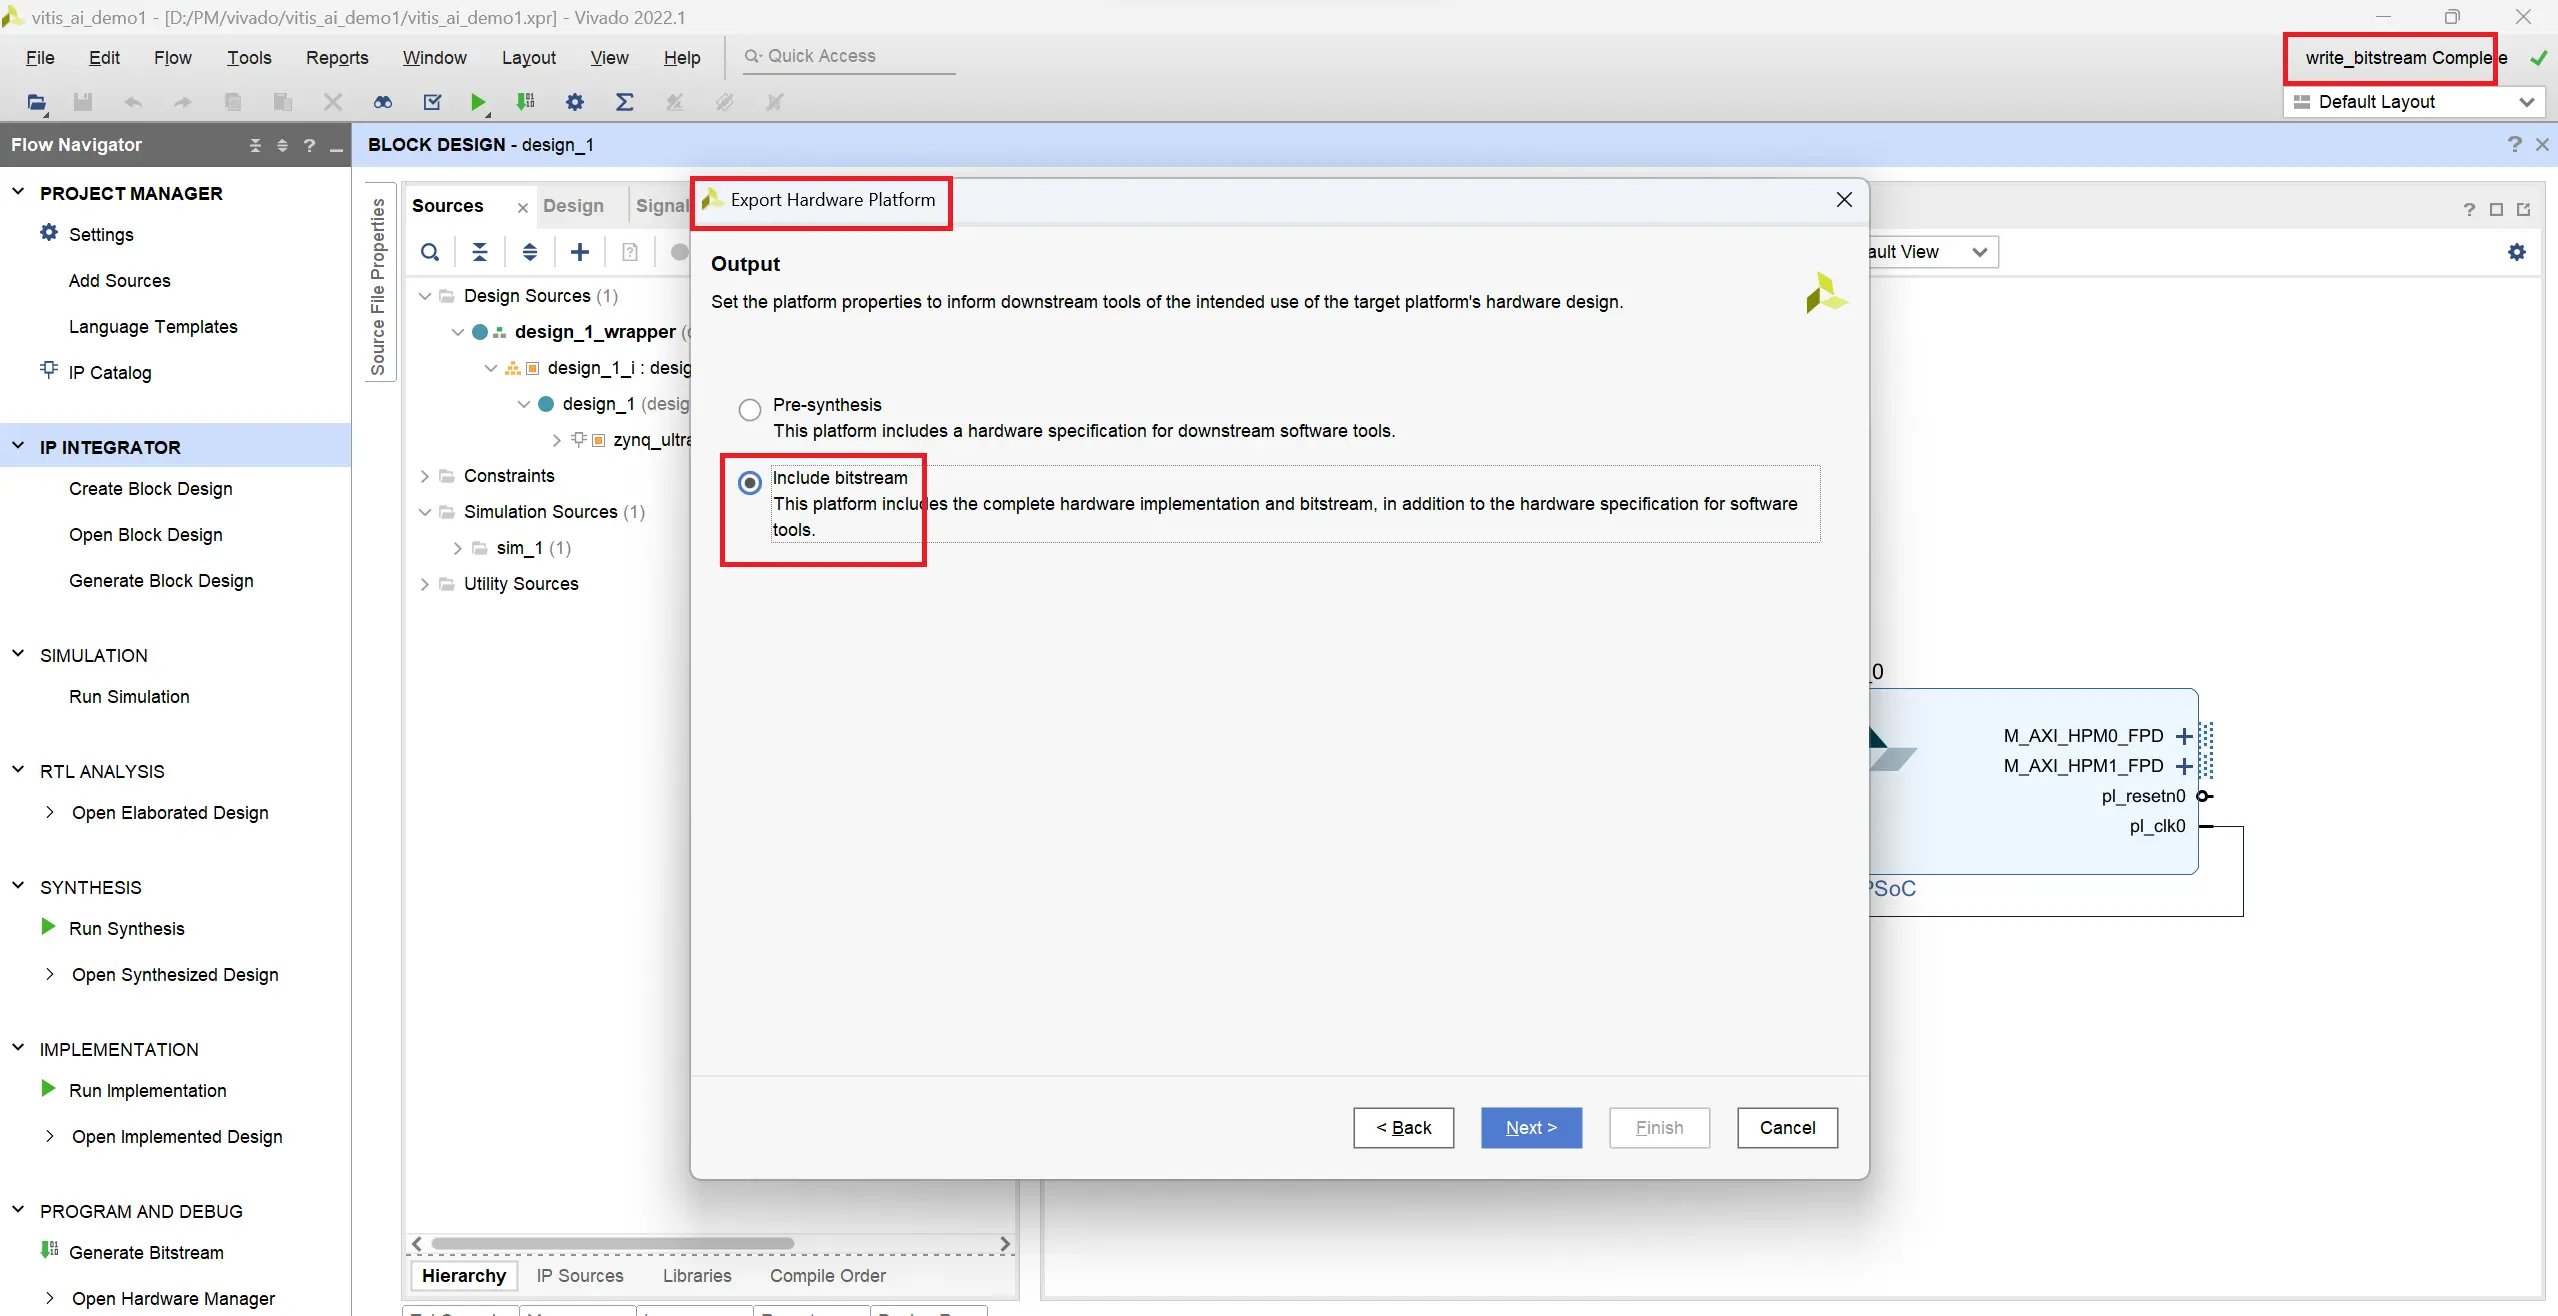 vitis_ai_demo1 - [D:/PM/vivado/vitis_ai_demo1/vitis_ai_demo1.xpr] - Vivado 2022.1
File Edit Flow Tools Reports Window Layout View Help Quick Access
write_bitstream Complete
Default Layout
Flow Navigator
BLOCK DESIGN - design_1
PROJECT MANAGER
Settings
Add Sources
Language Templates
IP Catalog
IP INTEGRATOR
Create Block Design
Open Block Design
Generate Block Design
SIMULATION
Run Simulation
RTL ANALYSIS
Open Elaborated Design
SYNTHESIS
Run Synthesis
Open Synthesized Design
IMPLEMENTATION
Run Implementation
Open Implemented Design
PROGRAM AND DEBUG
Generate Bitstream
Open Hardware Manager
Source File Properties
Sources Design Signal
Design Sources (1)
design_1_wrapper (
design_1_i : desig
design_1 (desig
zynq_ultra
Constraints
Simulation Sources (1)
sim_1 (1)
Utility Sources
Hierarchy IP Sources Libraries Compile Order
Export Hardware Platform
Output
Set the platform properties to inform downstream tools of the intended use of the target platform's hardware design.
Pre-synthesis
This platform includes a hardware specification for downstream software tools.
Include bitstream
This platform includes the complete hardware implementation and bitstream, in addition to the hardware specification for software
tools.
< Back Next > Finish Cancel
ault View
_0
M_AXI_HPM0_FPD
M_AXI_HPM1_FPD
pl_resetn0
pl_clk0
PSoC